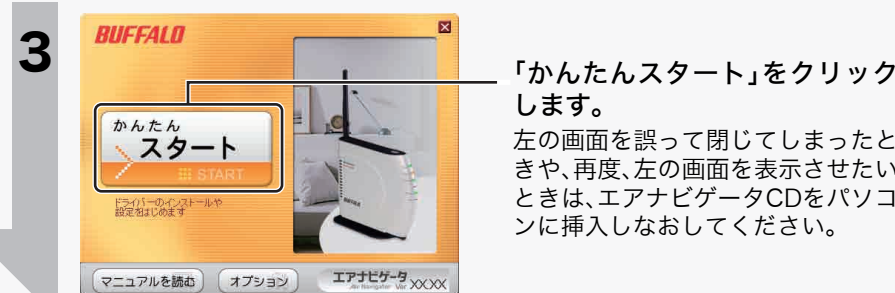 3
BUFFALO
かんたん
スタート
START
ドライバーのインストールや
設定をはじめます
BUFFALO
マニュアルを読む
オプション
エアナビゲータ
Air Navigator Ver. XX.XX
「かんたんスタート」をクリック
します。
左の画面を誤って閉じてしまったと
きや、再度、左の画面を表示させたい
ときは、エアナビゲータCDをパソコ
ンに挿入しなおしてください。